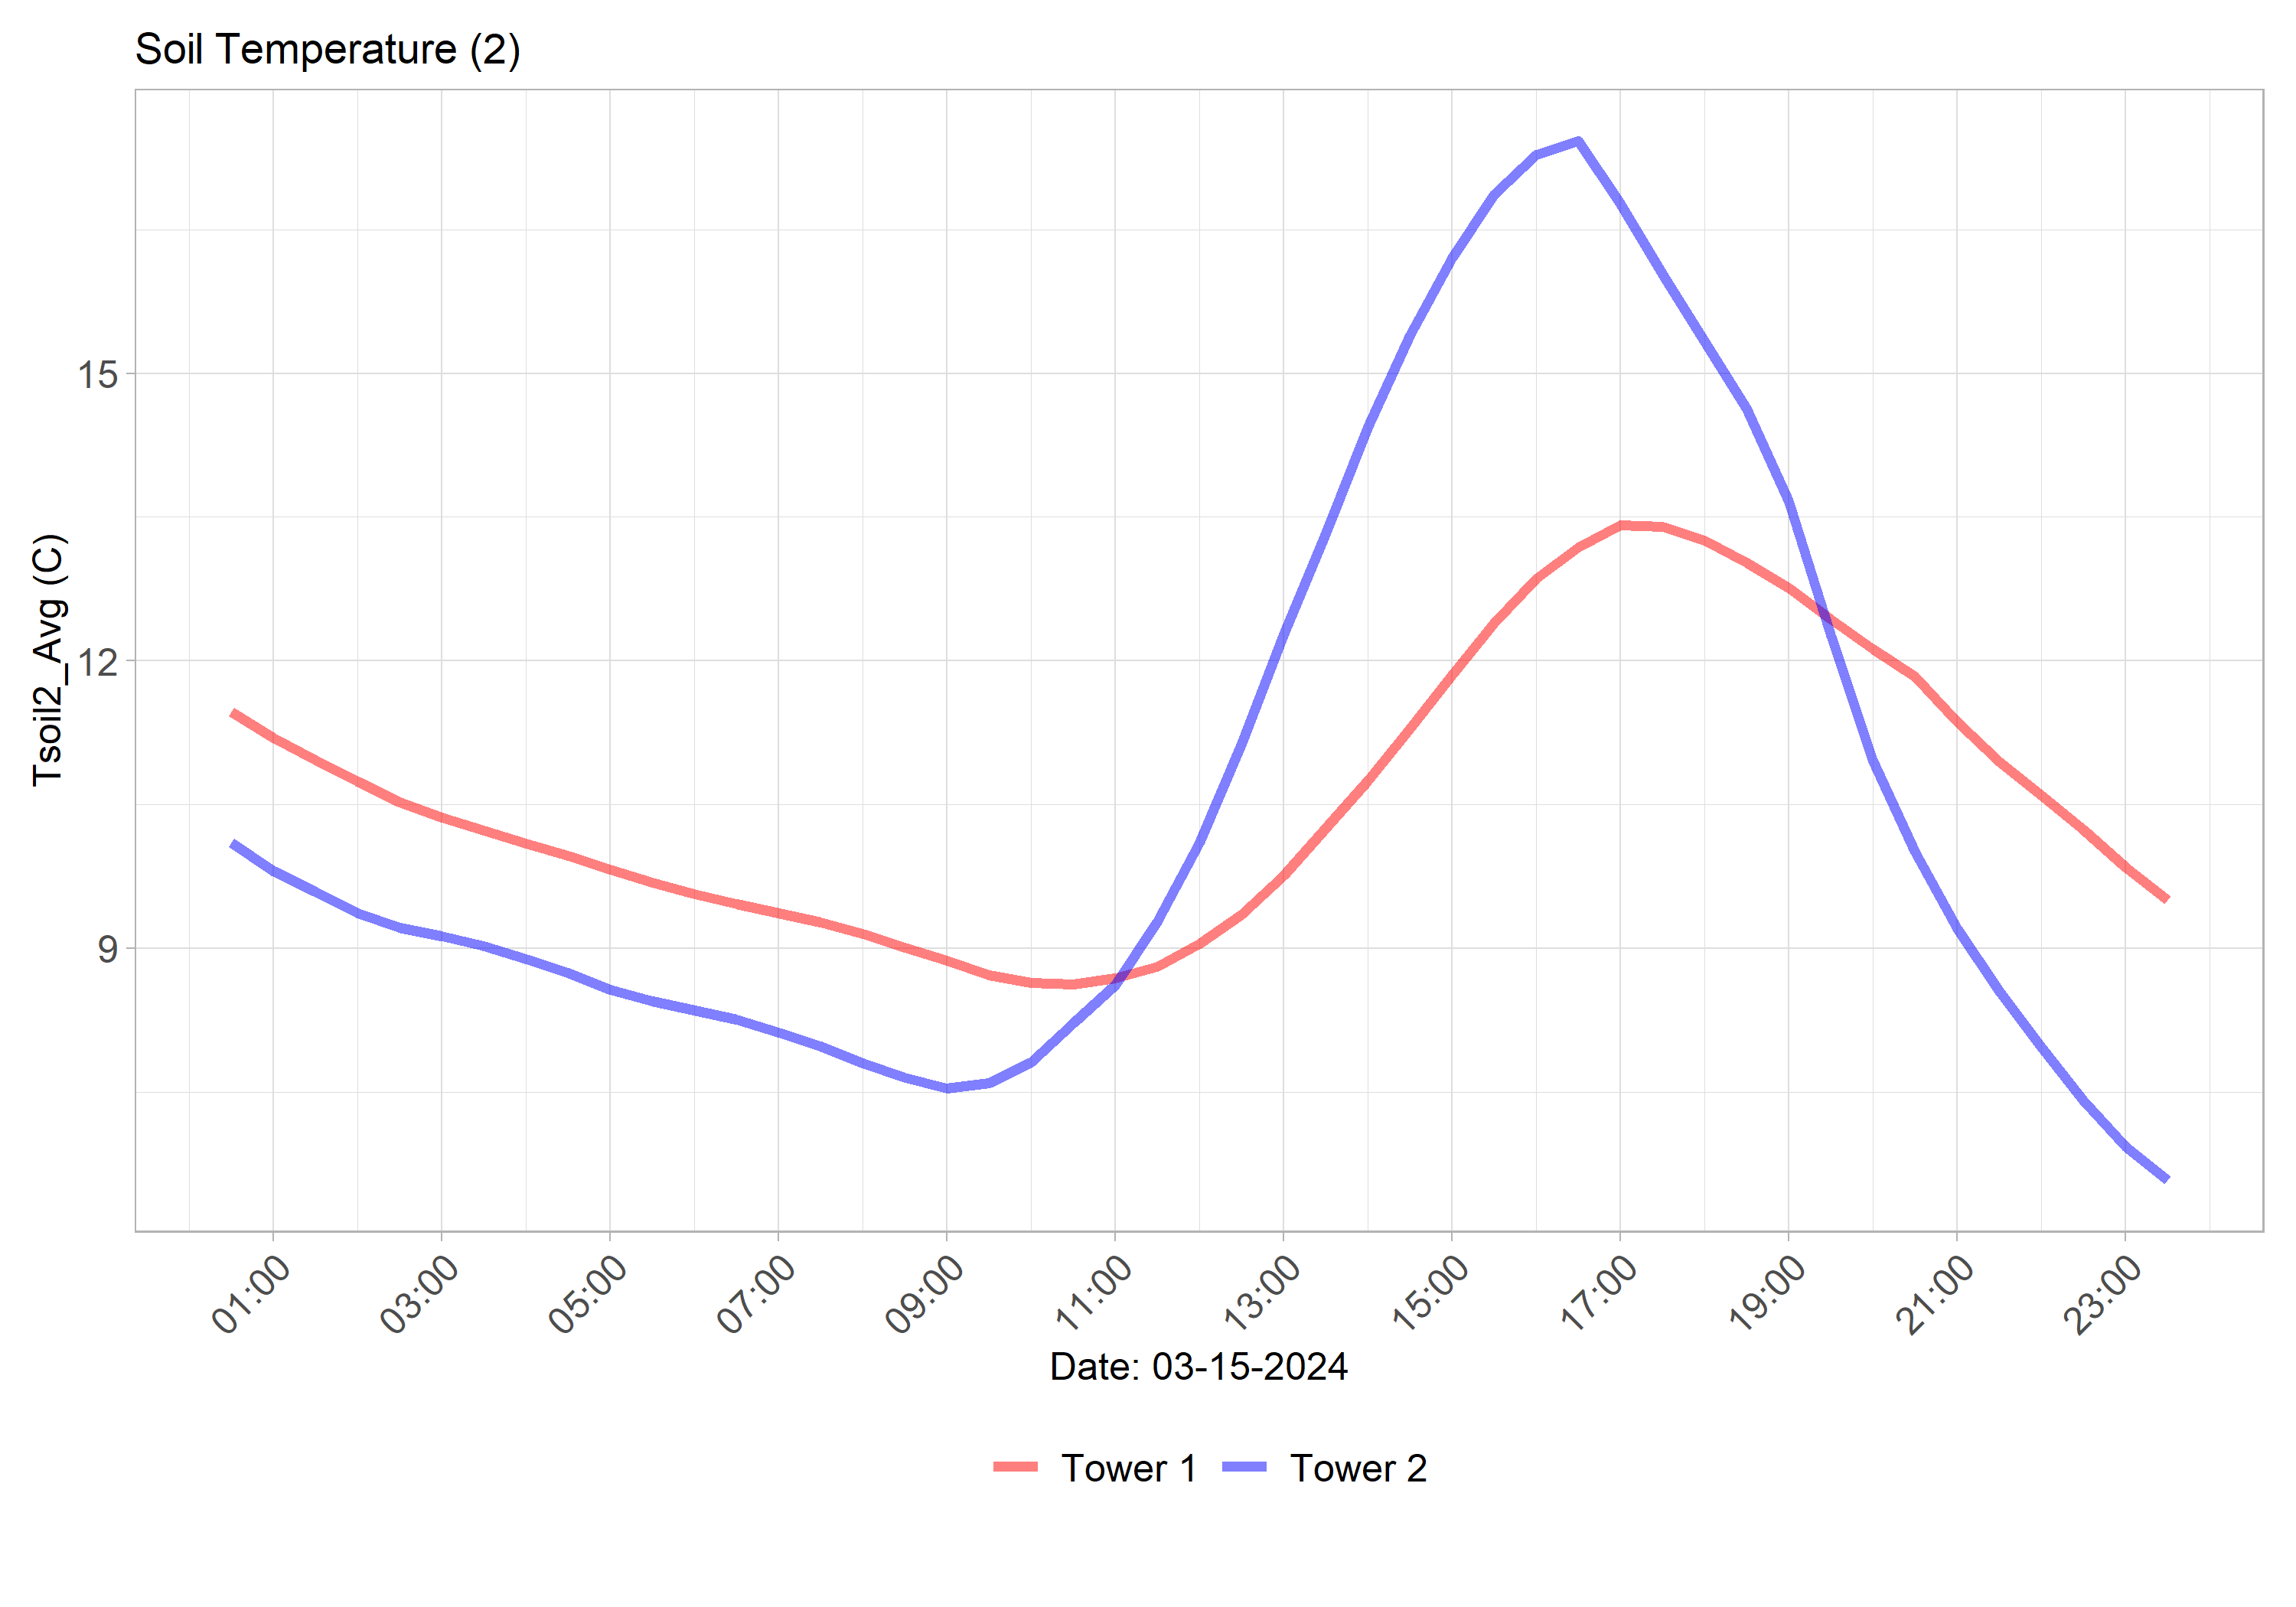 Soil Temperature (2)
Tsoil2_Avg (C)
15
12
9
01:00 03:00 05:00 07:00 09:00 11:00 13:00 15:00 17:00 19:00 21:00 23:00
Date: 03-15-2024
Tower 1 Tower 2